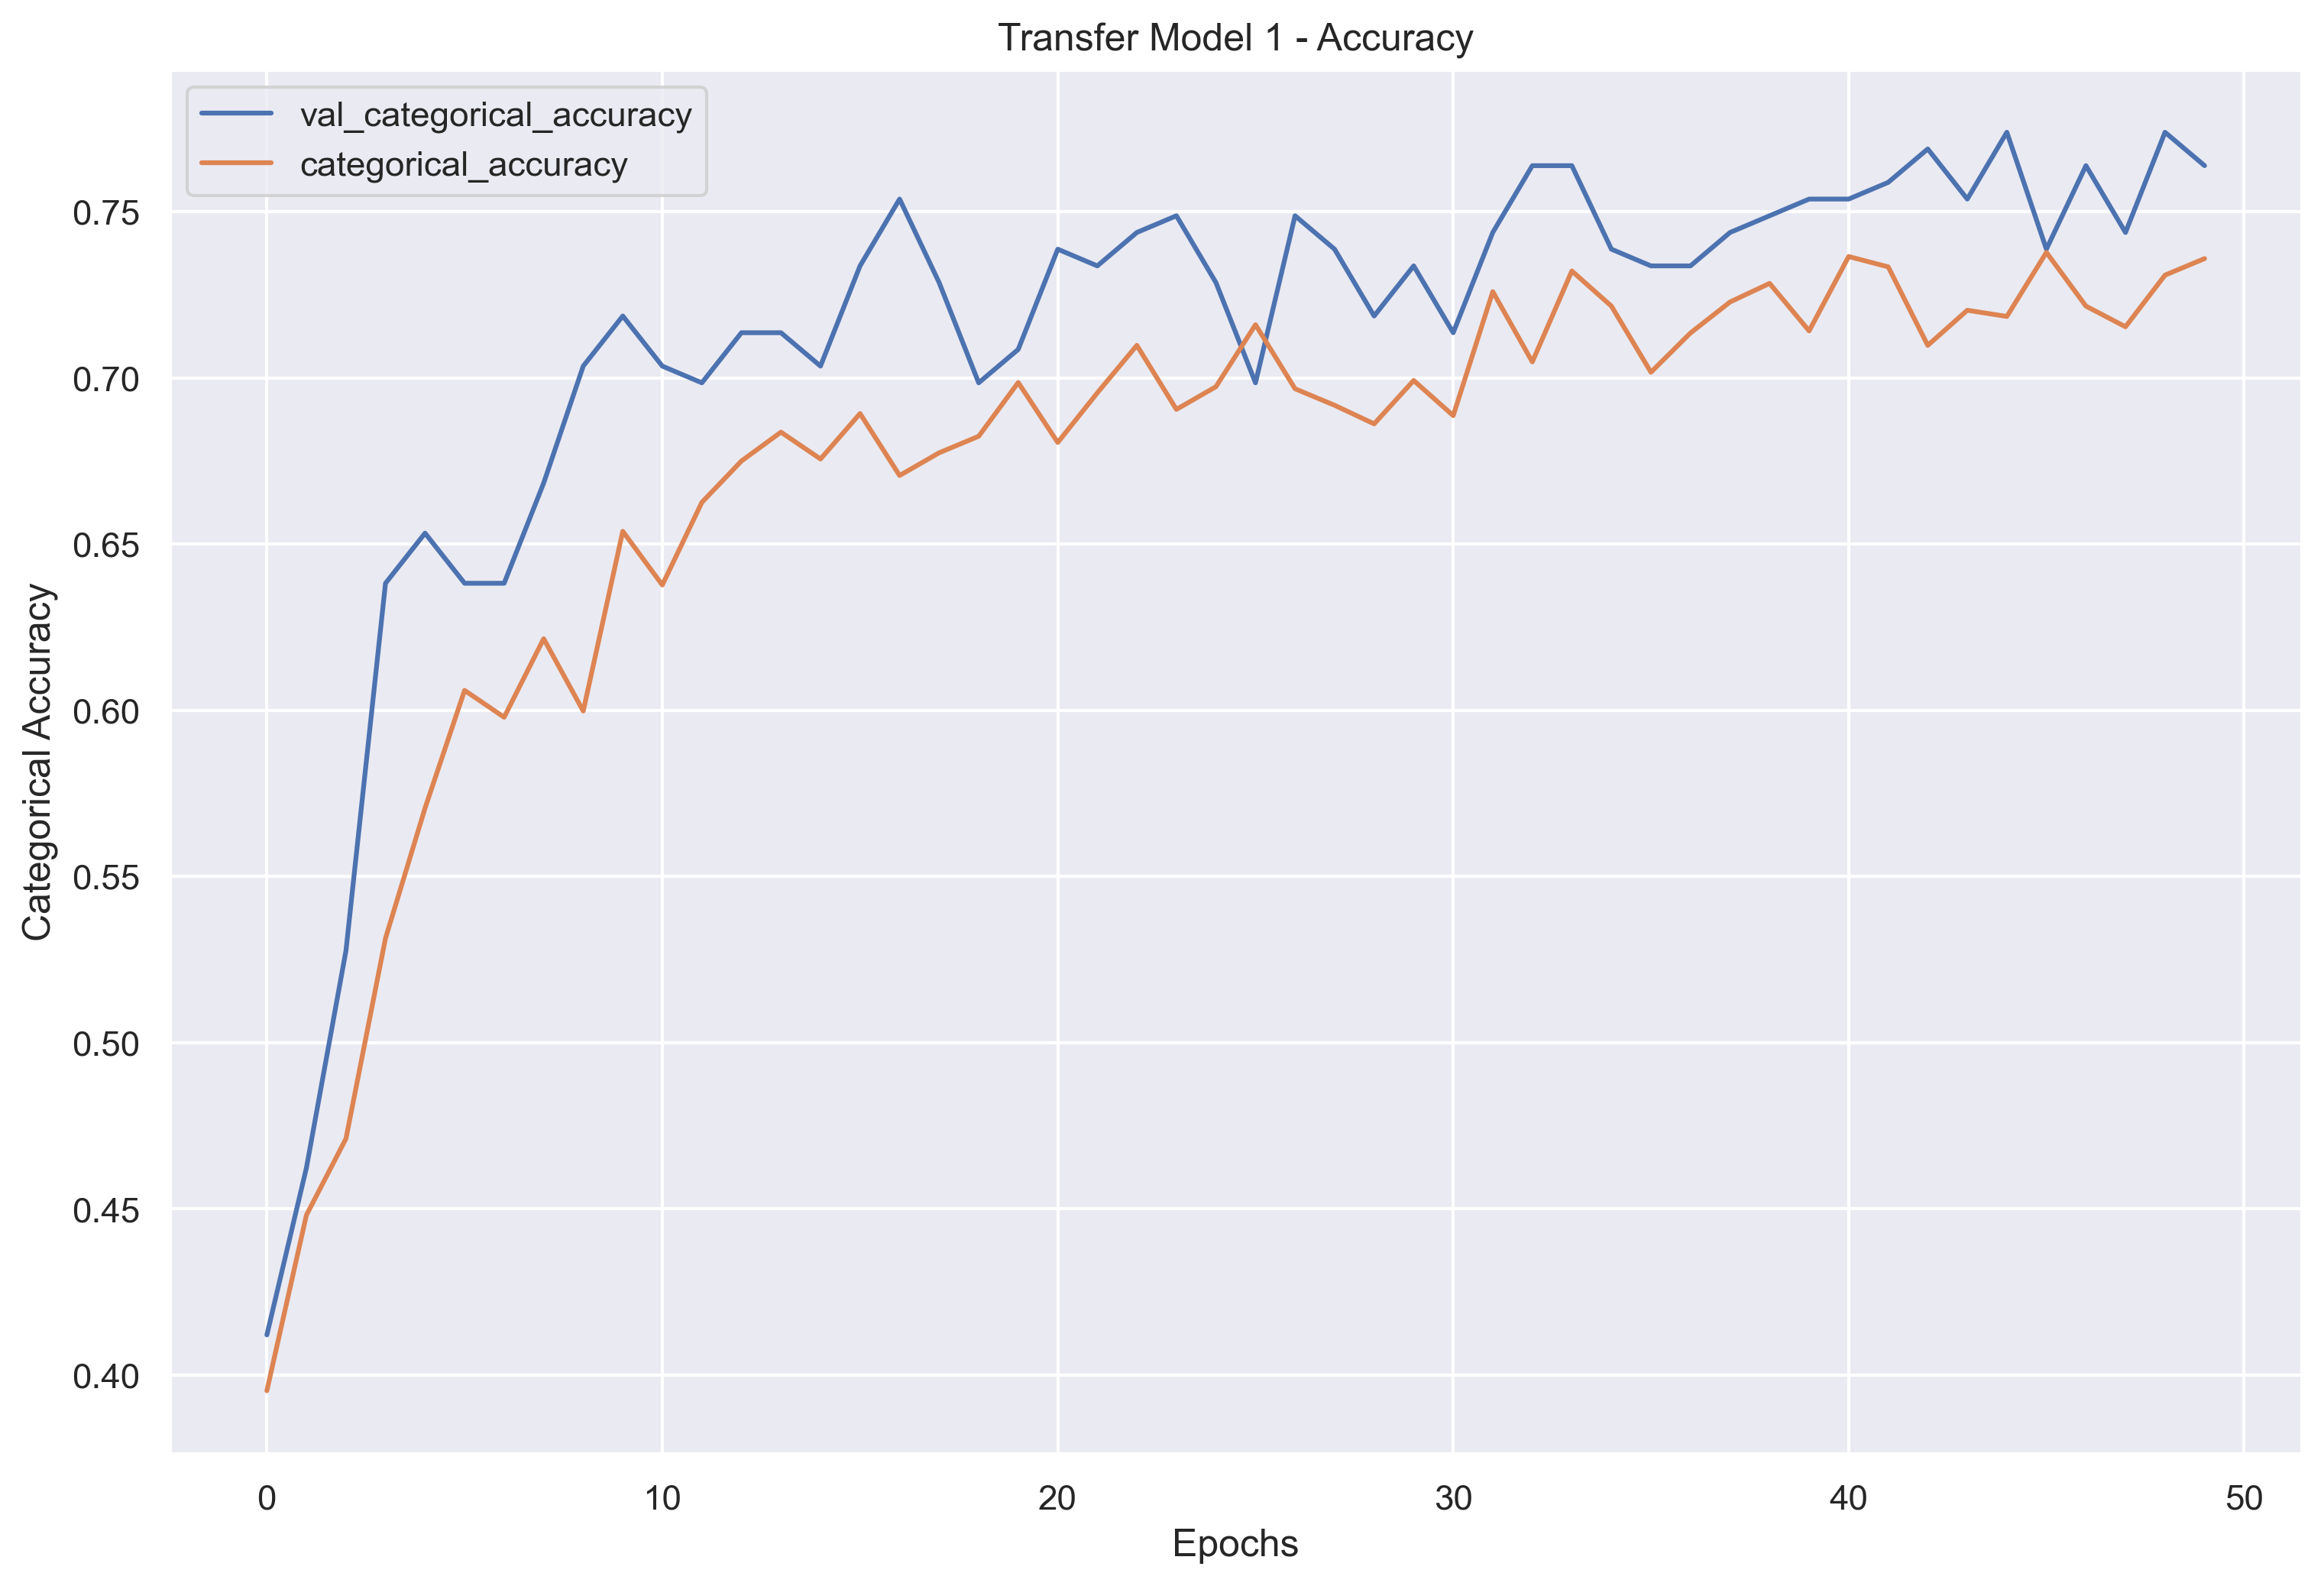 Transfer Model 1 - Accuracy
val_categorical_accuracy
categorical_accuracy
Categorical Accuracy
0.75
0.70
0.65
0.60
0.55
0.50
0.45
0.40
0 10 20 30 40 50
Epochs